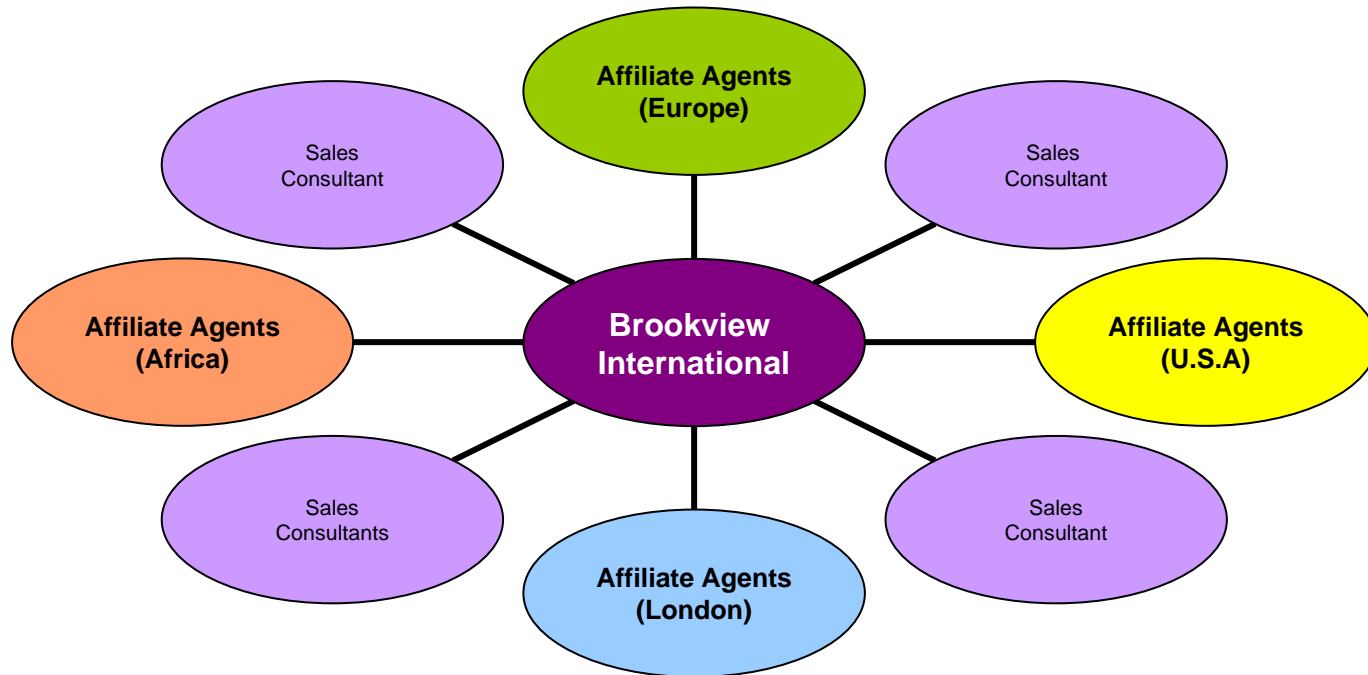 Affiliate Agents
(Europe)
Sales
Consultant
Sales
Consultant
Affiliate Agents
(Africa)
Brookview
International
Affiliate Agents
(U.S.A)
Sales
Consultants
Sales
Consultant
Affiliate Agents
(London)